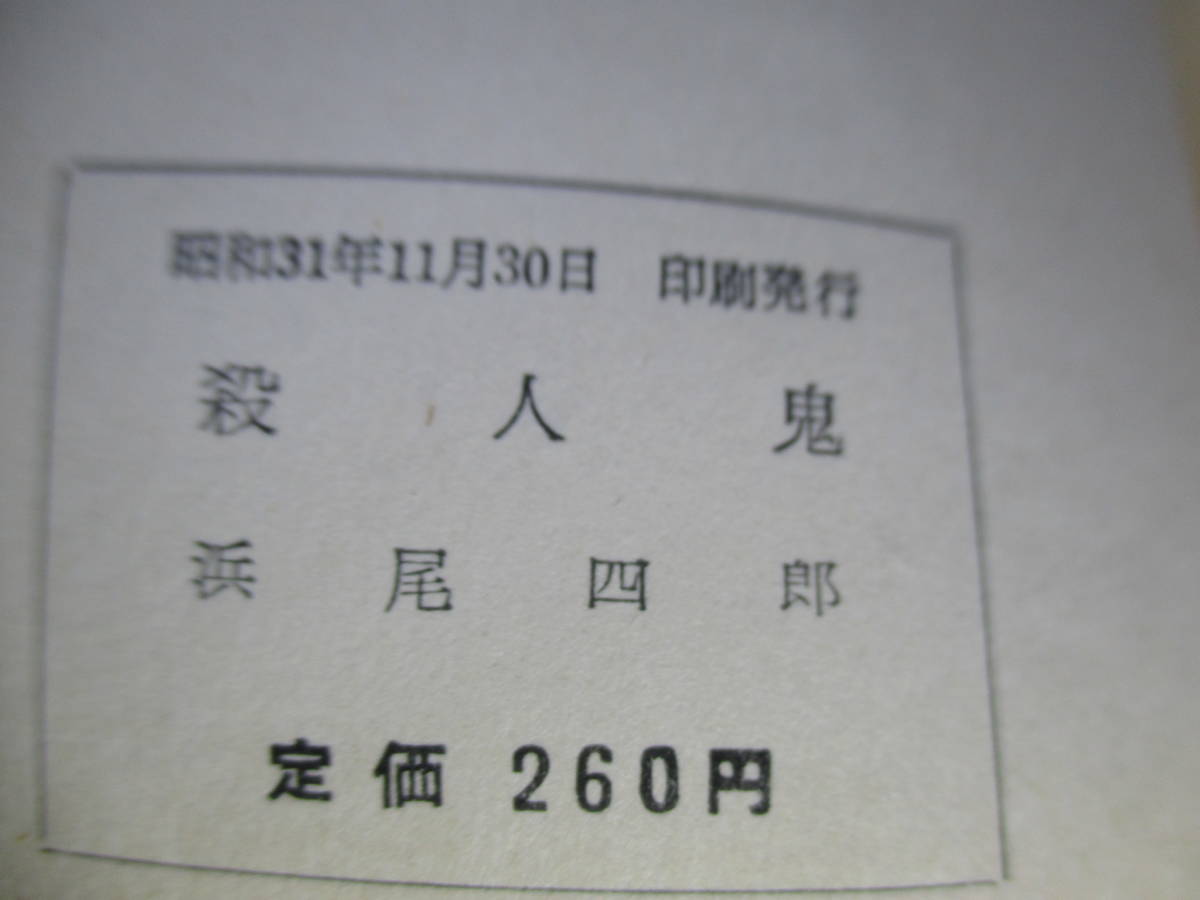 昭和31年11月30日　印刷発行
殺人鬼
浜尾四郎
定価 260円